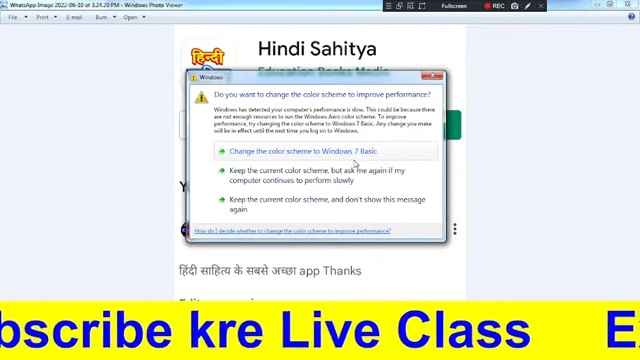 WhatsApp Image 2022-06-10 at 3.24.20 PM - Windows Photo Viewer
Fullscreen
REC
File
Print
E-mail
Burn
Open
हिन्दी
Hindi Sahitya
Education Books Media
Windows
Do you want to change the color scheme to improve performance?
Windows has detected your computer's performance is slow. This could be because there
are not enough resources to run the Windows Aero color scheme. To improve
performance, try changing the color scheme to Windows 7 Basic. Any change you make
will be in effect until the next time you log on to Windows.
Change the color scheme to Windows 7 Basic
Keep the current color scheme, but ask me again if my
computer continues to perform slowly
Keep the current color scheme, and don't show this message
again
How do I decide whether to change the color scheme to improve performance?
हिंदी साहित्य के सबसे अच्छा app Thanks
bscribe kre Live Class